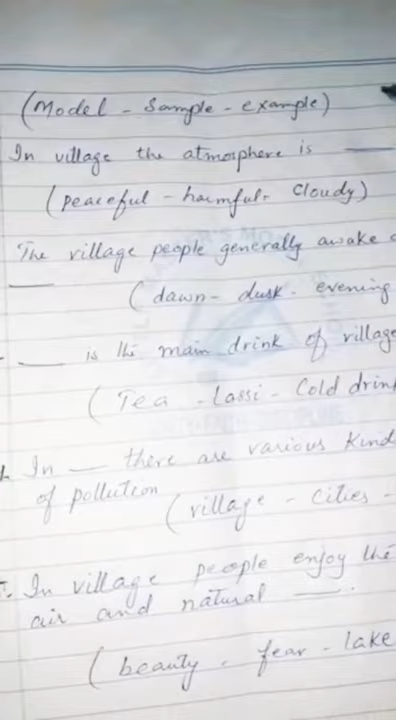 (Model - Sample - example)
In village the atmosphere is ___
(peaceful - harmful - cloudy)
The village people generally awake
___
(dawn - dusk - evening
___ is the main drink of village
(Tea - Lassi - Cold drink
In ___ there are various kind
of pollution
(village - cities -
In village people enjoy the
air and natural ___.
(beauty - fear - lake